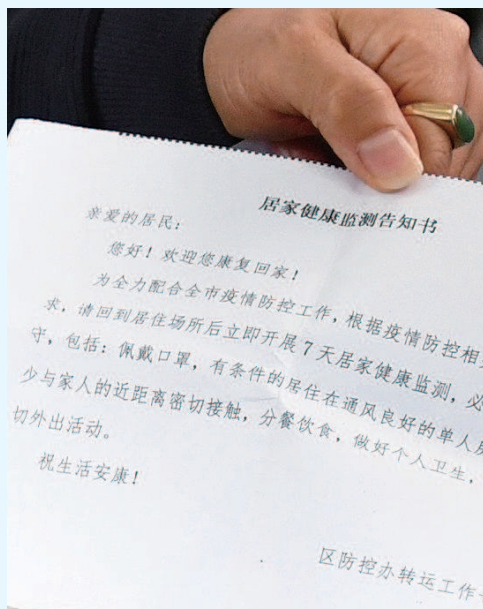 居家健康监测告知书
亲爱的居民：
您好！欢迎您康复回家！
为全力配合全市疫情防控工作，根据疫情防控相
求，请回到居住场所后立即开展7天居家健康监测，必
守，包括：佩戴口罩，有条件的居住在通风良好的单人房
少与家人的近距离密切接触，分餐饮食，做好个人卫生，
切外出活动。
祝生活安康！
区防控办转运工作